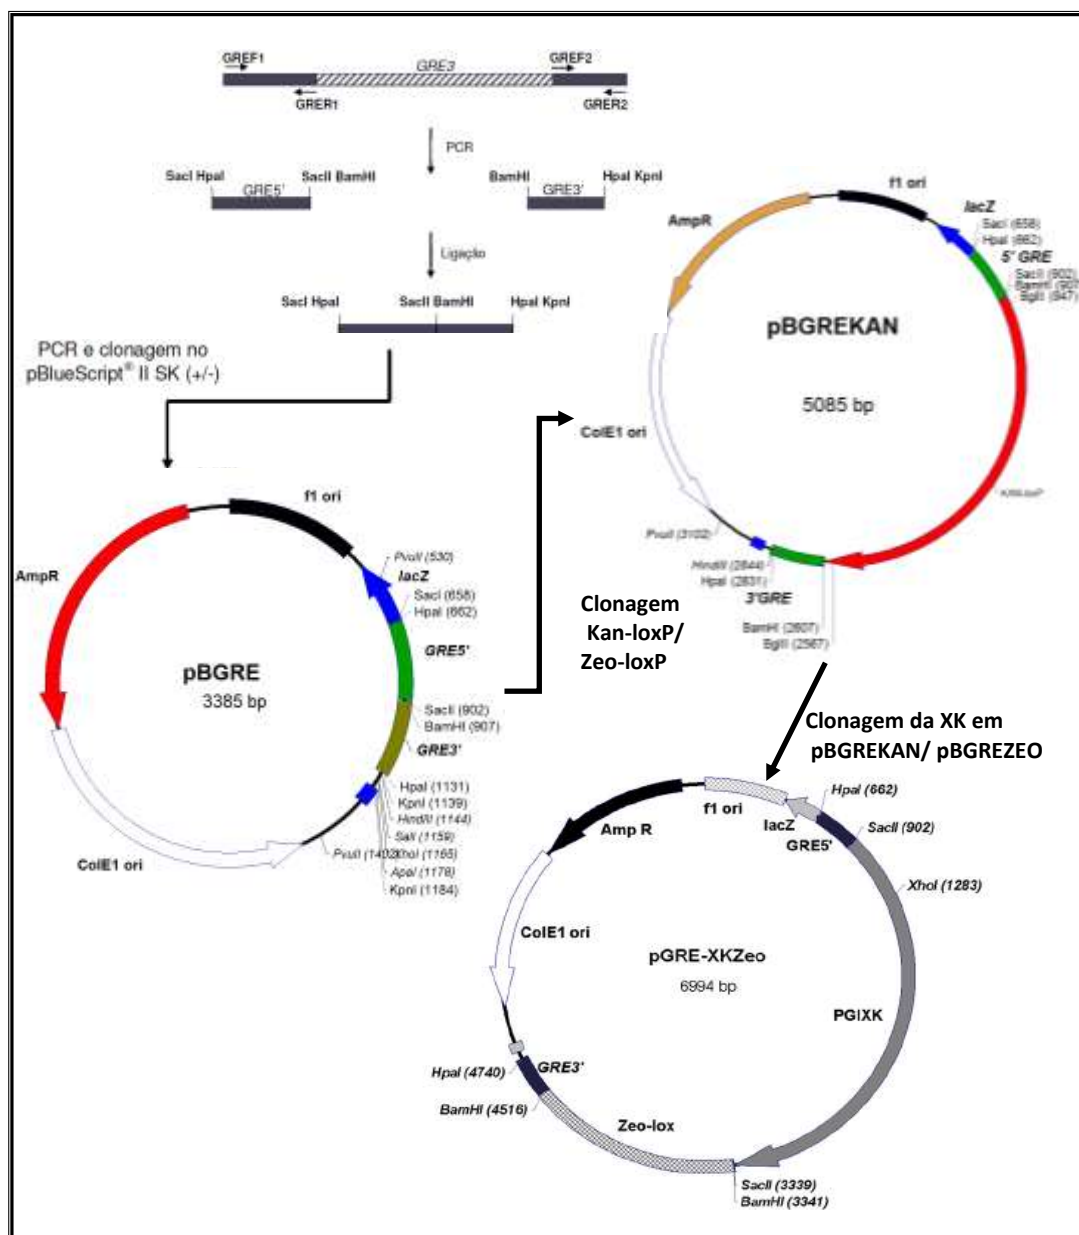 GREF1
GRE3
GREF2
GRER1
GRER2
PCR
SacI HpaI
SacII BamHI
BamHI
HpaI KpnI
GRE5'
GRE3'
Ligação
SacI HpaI
SacII BamHI
HpaI KpnI
PCR e clonagem no
pBlueScript® II SK (+/-)
f1 ori
lacZ
SacI (658)
HpaI (662)
5' GRE
SacII (902)
BamHI (907)
BglII (947)
AmpR
pBGREKAN
5085 bp
ColE1 ori
PvuII (3102)
HindIII (2844)
HpaI (2831)
3'GRE
BamHI (2607)
BglII (2567)
f1 ori
PvuII (530)
lacZ
SacI (658)
HpaI (662)
AmpR
GRE5'
pBGRE
3385 bp
SacII (902)
BamHI (907)
GRE3'
HpaI (1131)
KpnI (1139)
HindIII (1144)
SalI (1159)
XhoI (1165)
ApaI (1178)
KpnI (1184)
PvuII
ColE1 ori
Clonagem
Kan-loxP/
Zeo-loxP
Clonagem da XK em
pBGREKAN/ pBGREZEO
f1 ori
lacZ
HpaI (662)
GRE5'
SacII (902)
XhoI (1283)
Amp R
ColE1 ori
pGRE-XKZeo
6994 bp
PGIXK
HpaI (4740)
GRE3'
BamHI (4516)
Zeo-lox
SacII (3339)
BamHI (3341)